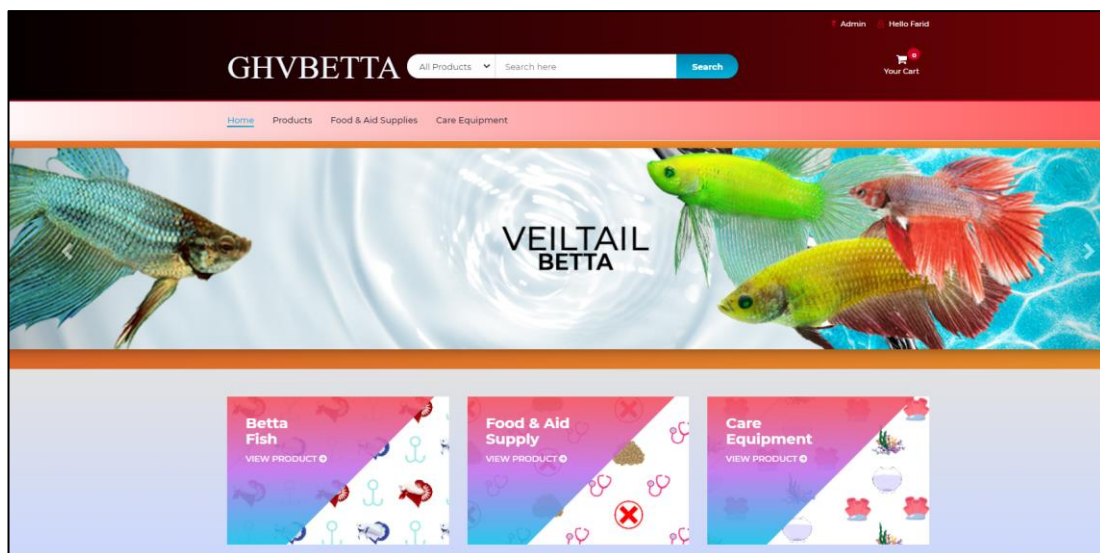 Admin Hello Farid
GHVBETTA
All Products Search here Search
0
Your Cart
Home Products Food & Aid Supplies Care Equipment
VEILTAIL
BETTA
Betta
Fish
VIEW PRODUCT
Food & Aid
Supply
VIEW PRODUCT
Care
Equipment
VIEW PRODUCT